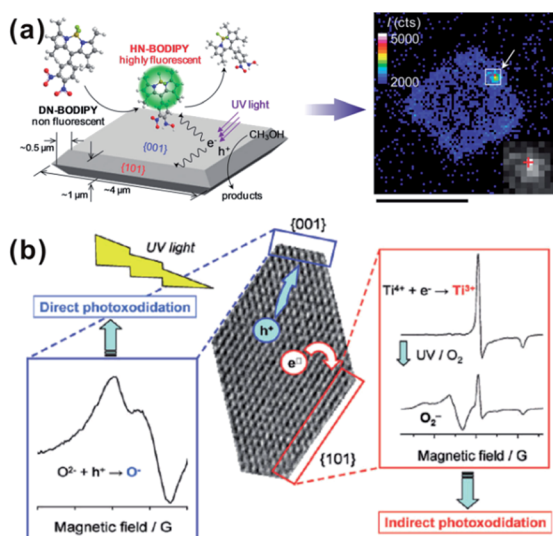 (a)
HN-BODIPY
highly fluorescent
DN-BODIPY
non fluorescent
UV light
e⁻
h⁺
CH₃OH
{001}
{101}
~0.5 μm
~1 μm
~4 μm
products
I (cts)
5000
2000
(b)
UV light
{001}
Direct photoxodidation
h⁺
e
{101}
O²⁻ + h⁺ → O⁻
Magnetic field / G
Ti⁴⁺ + e⁻ → Ti³⁺
UV / O₂
O₂⁻
Magnetic field / G
Indirect photoxodidation